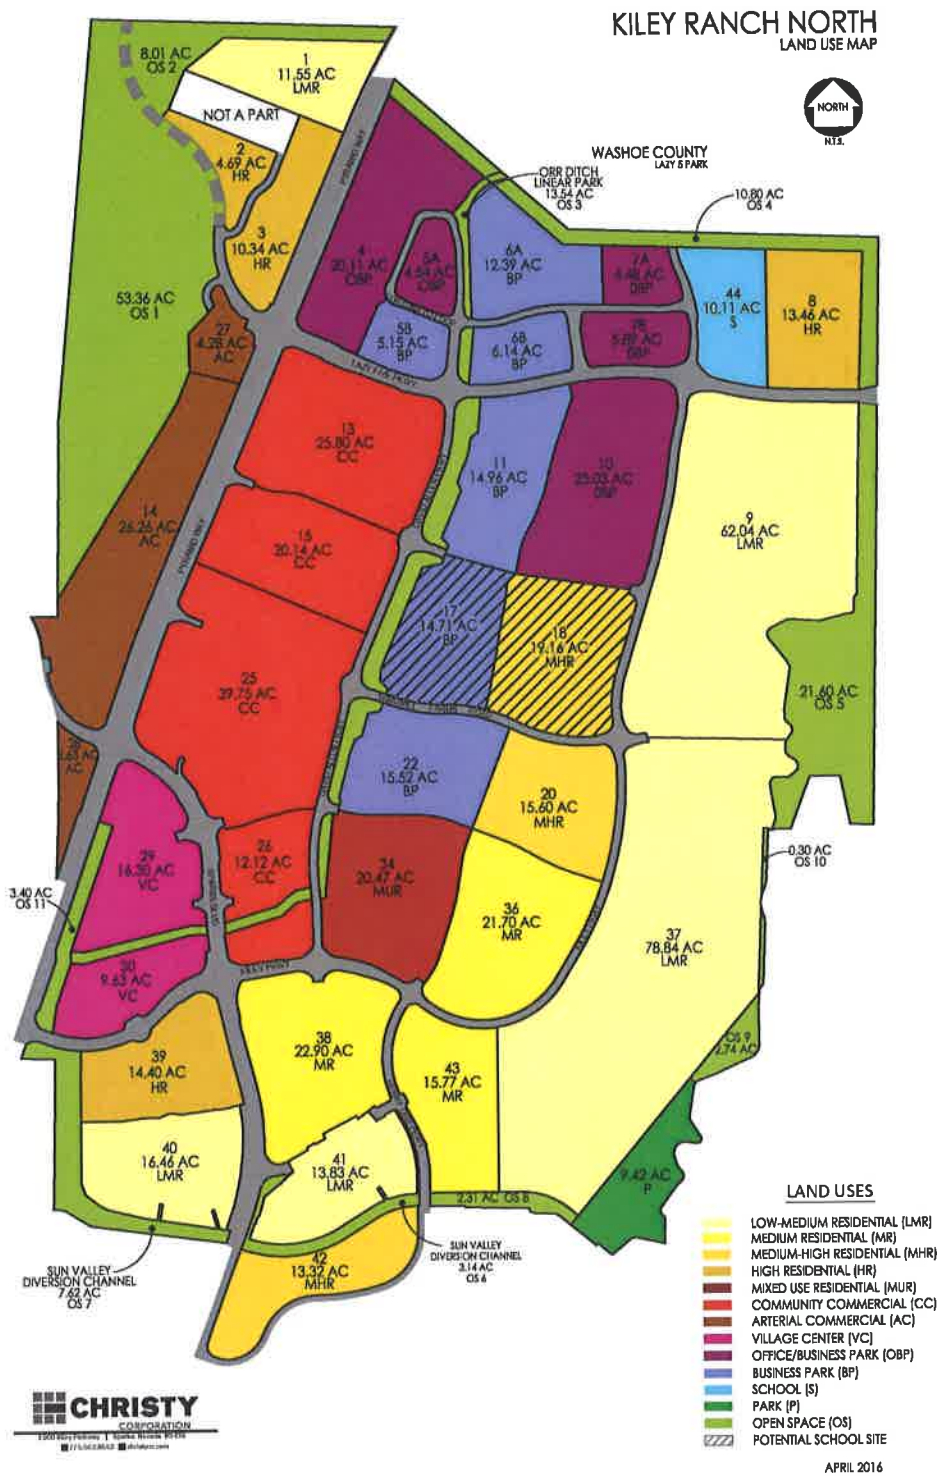 KILEY RANCH NORTH
LAND USE MAP
NORTH
N.T.S.
8.01 AC
OS 2
1
11.55 AC
LMR
NOT A PART
2
4.69 AC
HR
3
10.34 AC
HR
WASHOE COUNTY
LAZY 5 PARK
ORR DITCH
LINEAR PARK
13.54 AC
OS 3
10.80 AC
OS 4
PYRAMID WAY
4
20.11 AC
OBP
5A
4.54 AC
OBP
6A
12.39 AC
BP
7A
OBP
44
10.11 AC
S
8
13.46 AC
HR
53.36 AC
OS 1
27
4.28 AC
AC
5B
5.15 AC
BP
6B
6.14 AC
BP
7B
OBP
LAZY FIVE PKWY
13
25.80 AC
CC
11
14.96 AC
BP
10
25.03 AC
OBP
9
62.04 AC
LMR
14
26.26 AC
AC
PYRAMID WAY
15
20.14 AC
CC
17
14.71 AC
BP
18
19.16 AC
MHR
25
39.75 AC
CC
21.60 AC
OS 5
22
15.52 AC
BP
20
15.60 AC
MHR
AC
29
16.30 AC
VC
26
12.12 AC
CC
34
20.47 AC
MUR
36
21.70 AC
MR
0.30 AC
OS 10
3.40 AC
OS 11
37
78.84 AC
LMR
30
9.63 AC
VC
KILEY PKWY
39
14.40 AC
HR
38
22.90 AC
MR
43
15.77 AC
MR
OS 9
2.74 AC
40
16.46 AC
LMR
41
13.83 AC
LMR
9.42 AC
P
2.31 AC OS 8
SUN VALLEY
DIVERSION CHANNEL
7.62 AC
OS 7
42
13.32 AC
MHR
SUN VALLEY
DIVERSION CHANNEL
3.14 AC
OS 6
LAND USES
LOW-MEDIUM RESIDENTIAL (LMR)
MEDIUM RESIDENTIAL (MR)
MEDIUM-HIGH RESIDENTIAL (MHR)
HIGH RESIDENTIAL (HR)
MIXED USE RESIDENTIAL (MUR)
COMMUNITY COMMERCIAL (CC)
ARTERIAL COMMERCIAL (AC)
VILLAGE CENTER (VC)
OFFICE/BUSINESS PARK (OBP)
BUSINESS PARK (BP)
SCHOOL (S)
PARK (P)
OPEN SPACE (OS)
POTENTIAL SCHOOL SITE
CHRISTY
CORPORATION
APRIL 2016